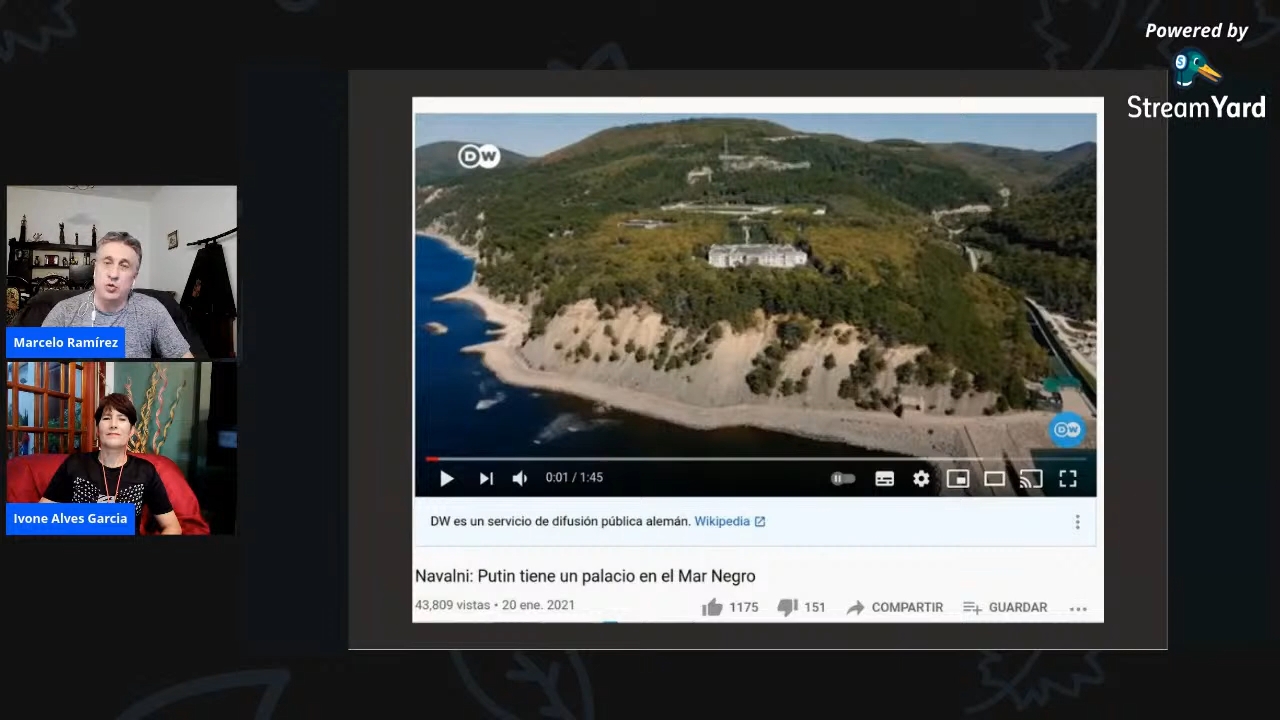 Powered by
StreamYard
DW
Marcelo Ramírez
Ivone Alves Garcia
DW
0:01 / 1:45
DW es un servicio de difusión pública alemán. Wikipedia
Navalni: Putin tiene un palacio en el Mar Negro
43,809 vistas • 20 ene. 2021
1175
151
COMPARTIR
GUARDAR